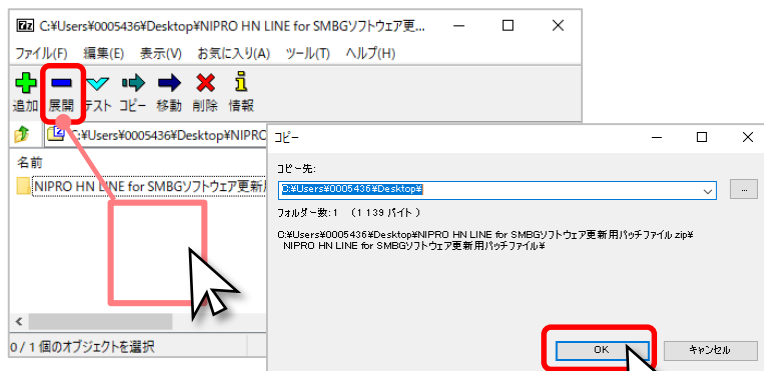 7z C:¥Users¥0005436¥Desktop¥NIPRO HN LINE for SMBGソフトウェア更...
ファイル(F) 編集(E) 表示(V) お気に入り(A) ツール(T) ヘルプ(H)
追加 展開 テスト コピー 移動 削除 情報
C:¥Users¥0005436¥Desktop¥NIPRO
名前
NIPRO HN LINE for SMBGソフトウェア更新
0 / 1 個のオブジェクトを選択
コピー
コピー先:
C:¥Users¥0005436¥Desktop¥
...
フォルダー数:1 (1 139 バイト)
C:¥Users¥0005436¥Desktop¥NIPRO HN LINE for SMBGソフトウェア更新用パッチファイル.zip¥
NIPRO HN LINE for SMBGソフトウェア更新用パッチファイル¥
OK キャンセル